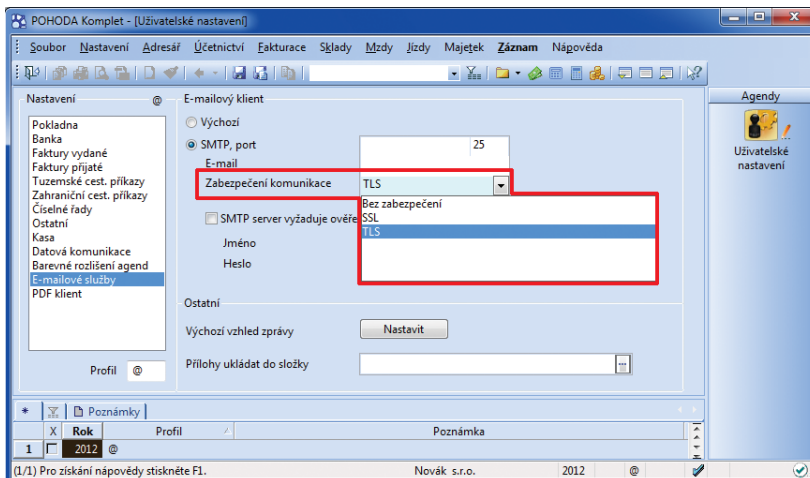 POHODA Komplet - [Uživatelské nastavení]
Soubor Nastavení Adresář Účetnictví Fakturace Sklady Mzdy Jízdy Majetek Záznam Nápověda
Nastavení @
Pokladna
Banka
Faktury vydané
Faktury přijaté
Tuzemské cest. příkazy
Zahraniční cest. příkazy
Číselné řady
Ostatní
Kasa
Datová komunikace
Barevné rozlišení agend
E-mailové služby
PDF klient
Profil @
E-mailový klient
Výchozí
SMTP, port 25
E-mail
Zabezpečení komunikace TLS
Bez zabezpečení
SSL
TLS
SMTP server vyžaduje ověře
Jméno
Heslo
Ostatní
Výchozí vzhled zprávy Nastavit
Přílohy ukládat do složky ...
Agendy
Uživatelské
nastavení
* Poznámky
X Rok Profil Poznámka
1 2012 @
(1/1) Pro získání nápovědy stiskněte F1. Novák s.r.o. 2012 @